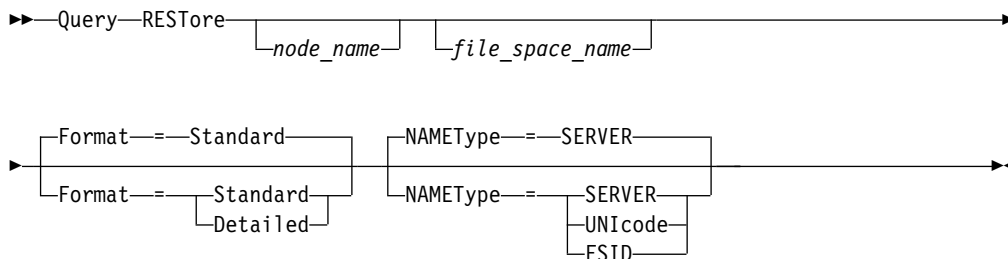 Query RESTore
node_name file_space_name
Format = Standard NAMEType = SERVER
Format = Standard NAMEType = SERVER
Detailed UNIcode
FSID